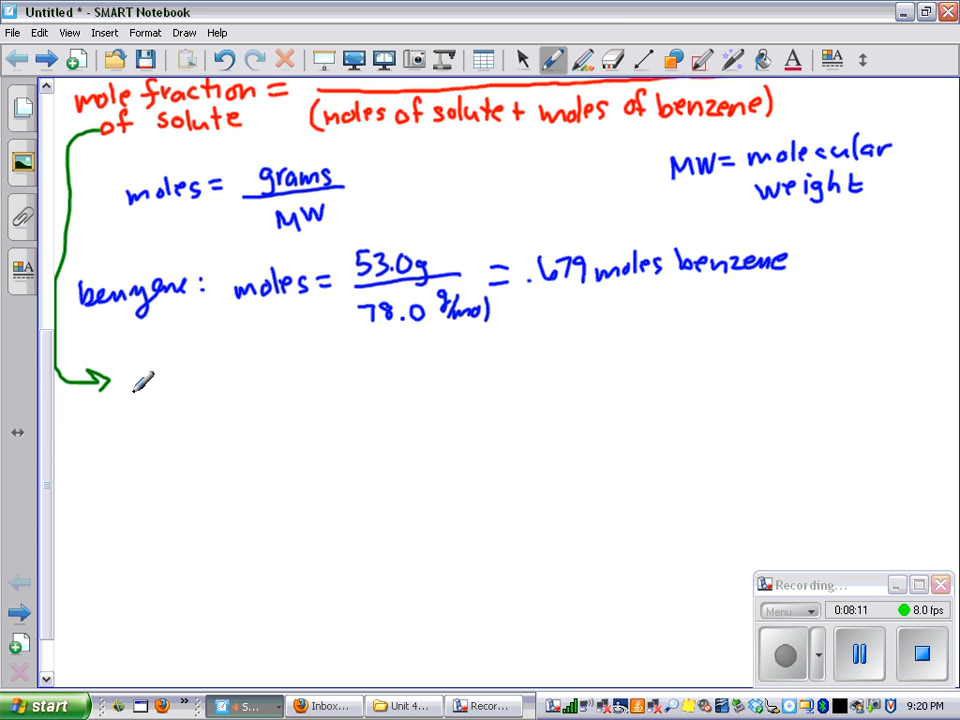 Untitled * - SMART Notebook
File Edit View Insert Format Draw Help
mole fraction =
of solute
(moles of solute + moles of benzene)
MW = molecular
weight
moles = grams
MW
benzene: moles = 53.0g = .679 moles benzene
78.0 g/mol
Recording...
Menu 0:08:11 8.0 fps
start 4 S... Inbox... Unit 4... Recor... 9:20 PM